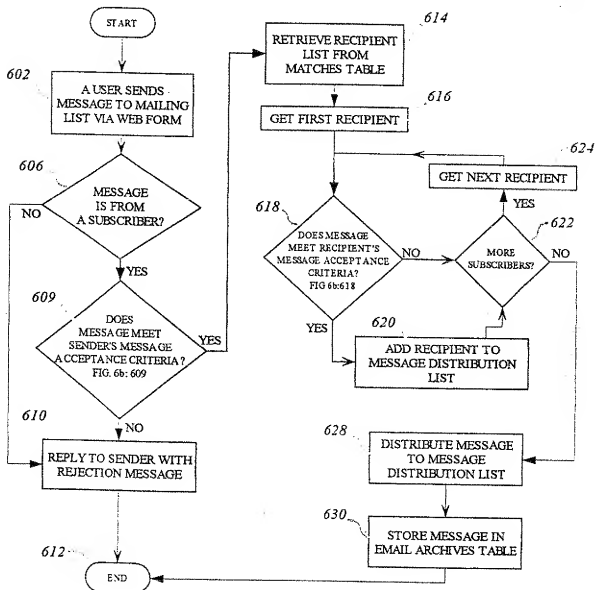 START
602
A USER SENDS
MESSAGE TO MAILING
LIST VIA WEB FORM
606
MESSAGE
IS FROM
A SUBSCRIBER?
NO
YES
609
DOES
MESSAGE MEET
SENDER'S MESSAGE
ACCEPTANCE CRITERIA?
FIG. 6b: 609
YES
NO
610
REPLY TO SENDER WITH
REJECTION MESSAGE
612
END
614
RETRIEVE RECIPIENT
LIST FROM
MATCHES TABLE
616
GET FIRST RECIPIENT
624
GET NEXT RECIPIENT
YES
618
DOES MESSAGE
MEET RECIPIENT'S
MESSAGE ACCEPTANCE
CRITERIA?
FIG 6b:618
NO
YES
622
MORE
SUBSCRIBERS?
NO
620
ADD RECIPIENT TO
MESSAGE DISTRIBUTION
LIST
628
DISTRIBUTE MESSAGE
TO MESSAGE
DISTRIBUTION LIST
630
STORE MESSAGE IN
EMAIL ARCHIVES TABLE